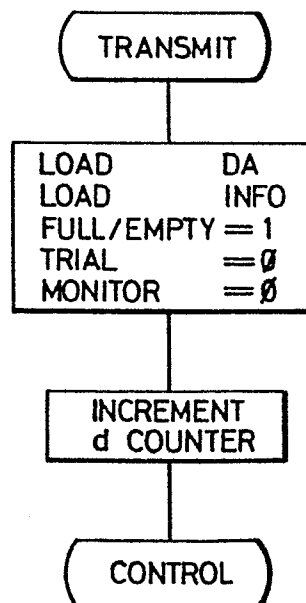 TRANSMIT
LOAD DA
LOAD INFO
FULL/EMPTY = 1
TRIAL = Ø
MONITOR = Ø
INCREMENT
d COUNTER
CONTROL